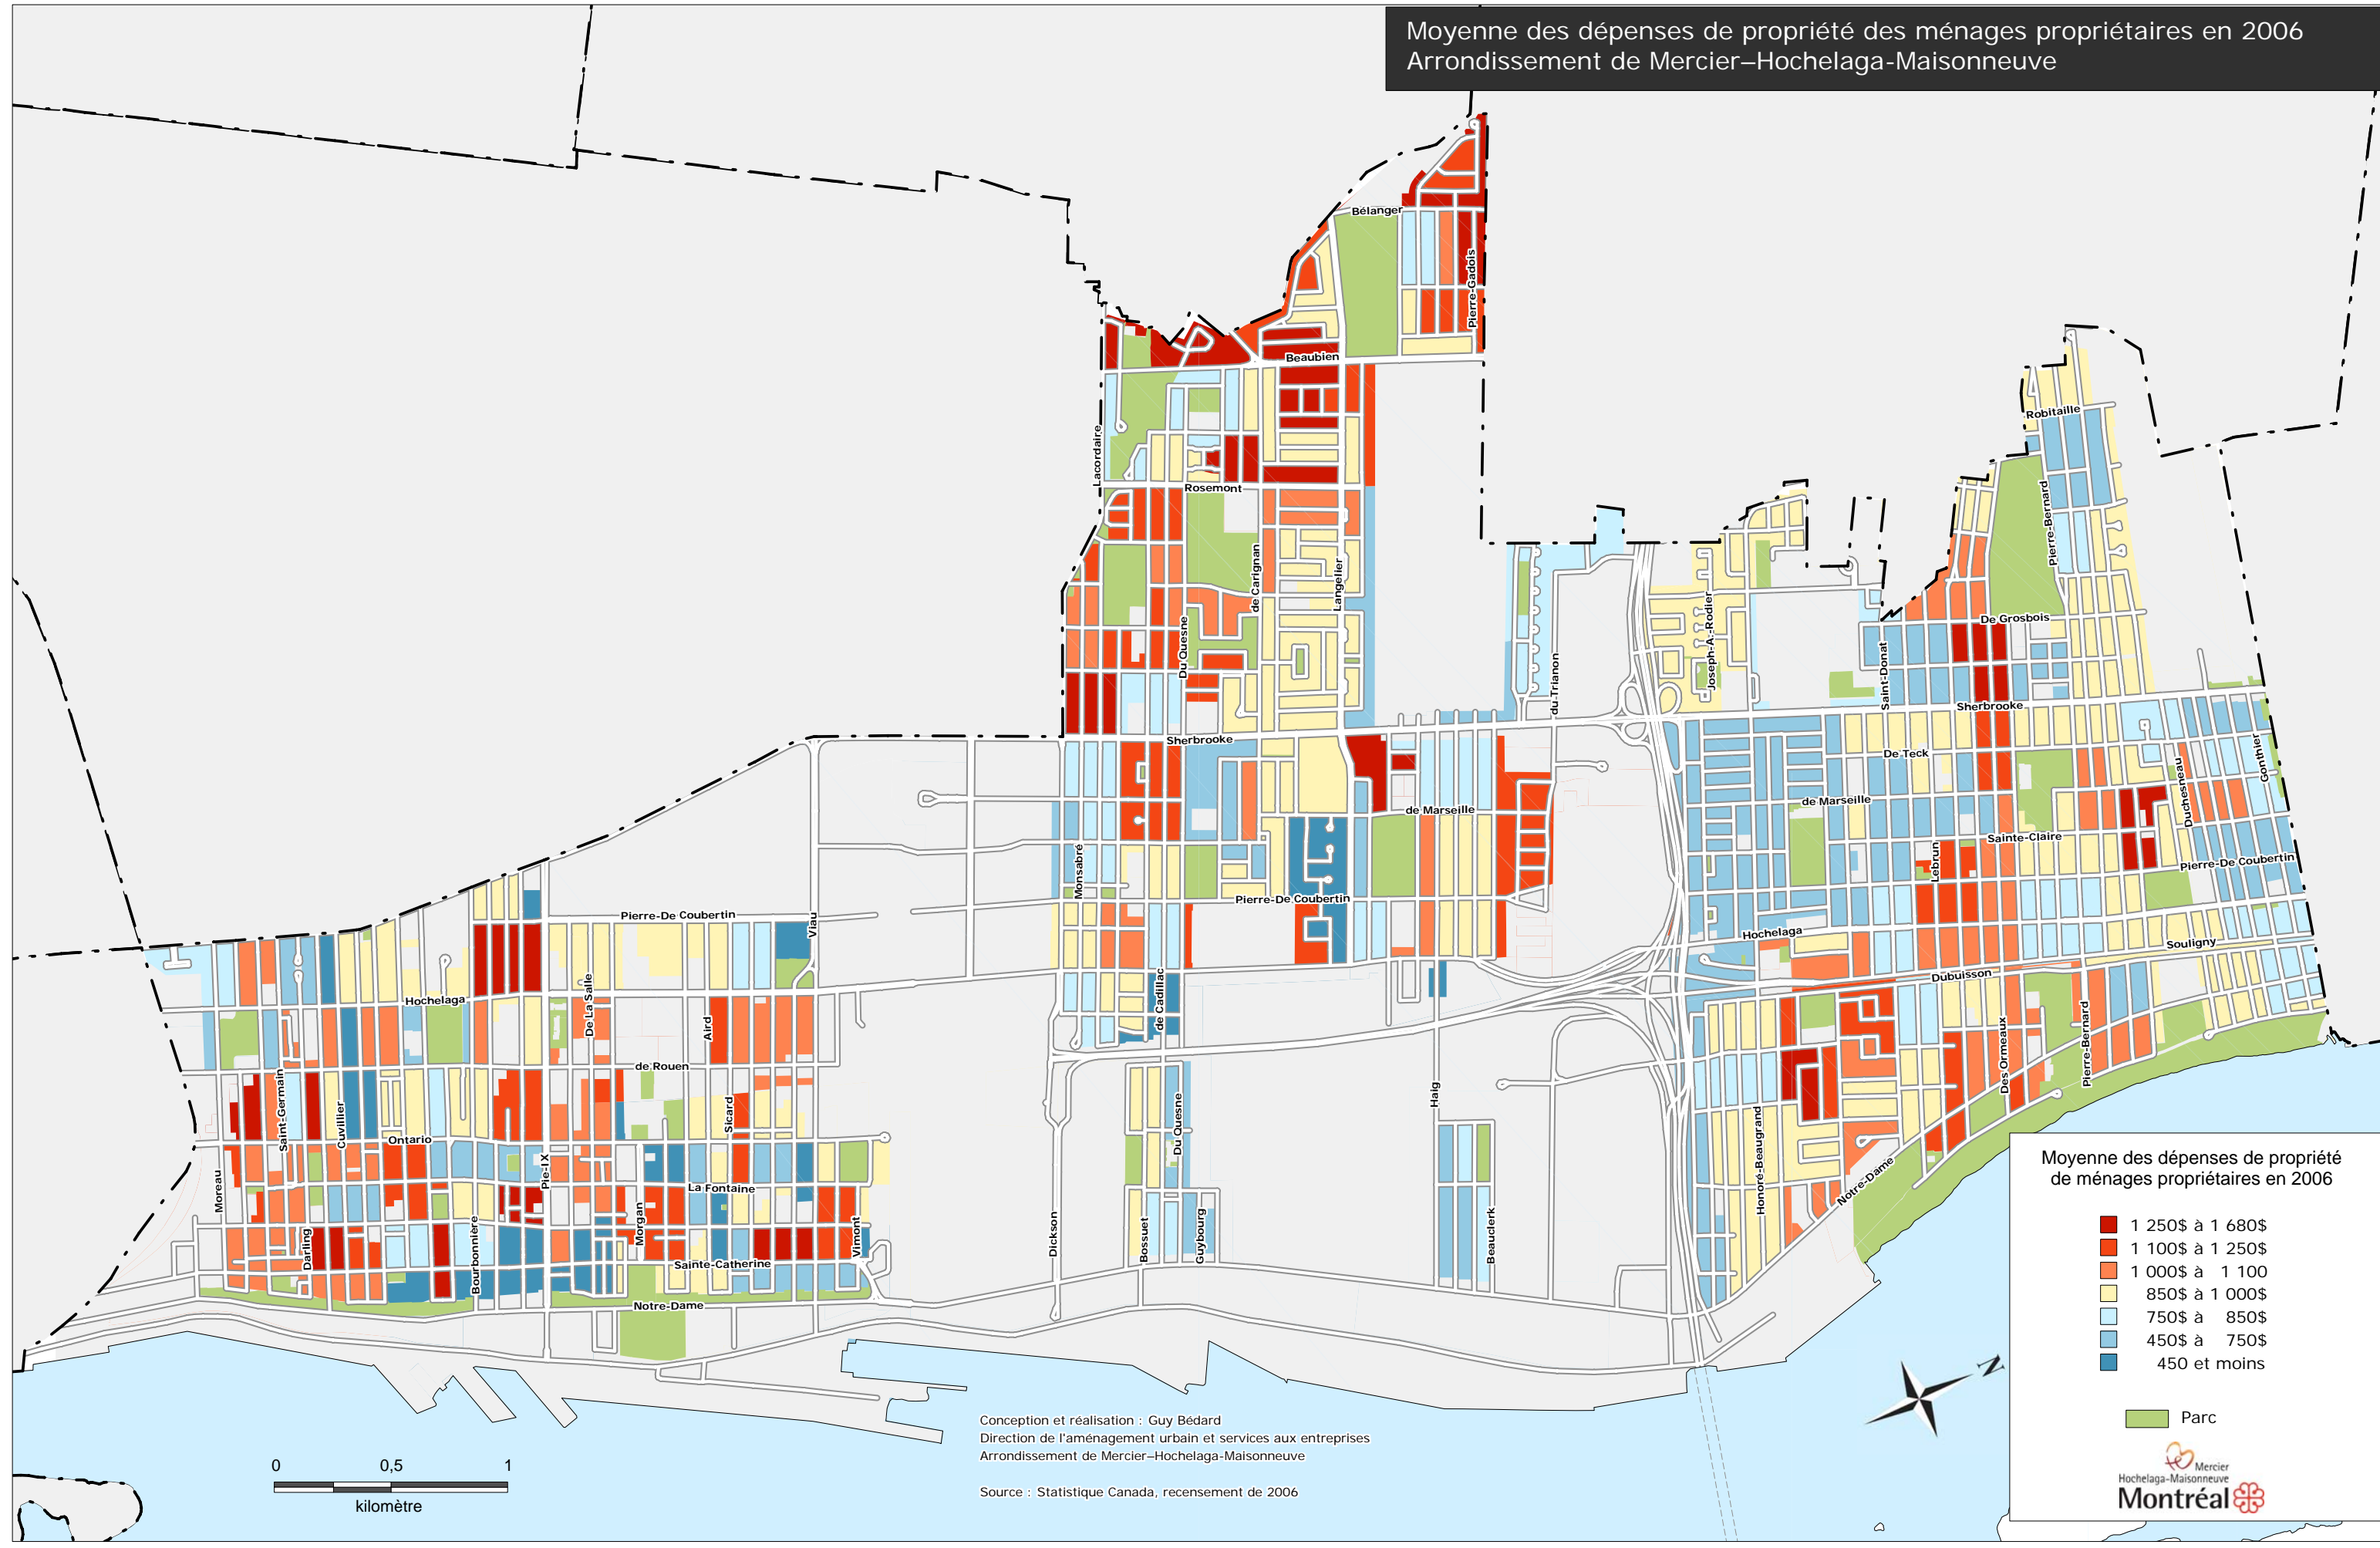 Moyenne des dépenses de propriété des ménages propriétaires en 2006
Arrondissement de Mercier–Hochelaga-Maisonneuve
Bélanger
Pierre-Gadois
Beaubien
Lacordaire
Rosemont
Robitaille
Pierre-Bernard
de Carignan
Langelier
Du Quesne
Joseph-A.-Rodier
De Grosbois
Saint-Donat
du Trianon
Sherbrooke
Sherbrooke
De Teck
Gonthier
Duchesneau
de Marseille
de Marseille
Sainte-Claire
Lebrun
Monsabré
Pierre-De Coubertin
Pierre-De Coubertin
Pierre-De Coubertin
Viau
Hochelaga
Souligny
Dubuisson
Hochelaga
De La Salle
Aird
de Cadillac
Des Ormeaux
Pierre-Bernard
de Rouen
Haig
Saint-Germain
Cuvillier
Sicard
Du Quesne
Ontario
Honoré-Beaugrand
Pie-IX
Moreau
La Fontaine
Notre-Dame
Morgan
Darling
Bourbonnière
Vimont
Dickson
Bossuet
Guybourg
Beauclerk
Sainte-Catherine
Notre-Dame
Moyenne des dépenses de propriété
de ménages propriétaires en 2006
1 250$ à 1 680$
1 100$ à 1 250$
1 000$ à 1 100
850$ à 1 000$
750$ à 850$
450$ à 750$
450 et moins
Parc
N
Mercier
Hochelaga-Maisonneuve
Montréal
Conception et réalisation : Guy Bédard
Direction de l'aménagement urbain et services aux entreprises
Arrondissement de Mercier–Hochelaga-Maisonneuve
Source : Statistique Canada, recensement de 2006
0 0,5 1
kilomètre